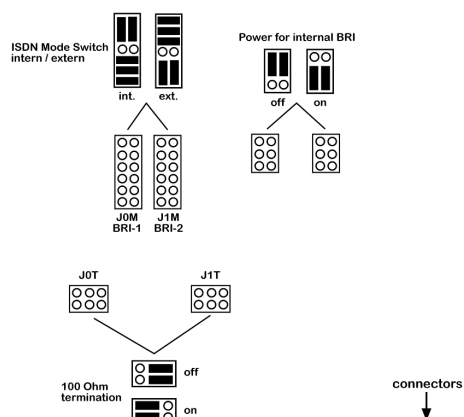 ISDN Mode Switch
intern / extern
int.
ext.
Power for internal BRI
off
on
J0M
BRI-1
J1M
BRI-2
J0T
J1T
100 Ohm
termination
off
on
connectors